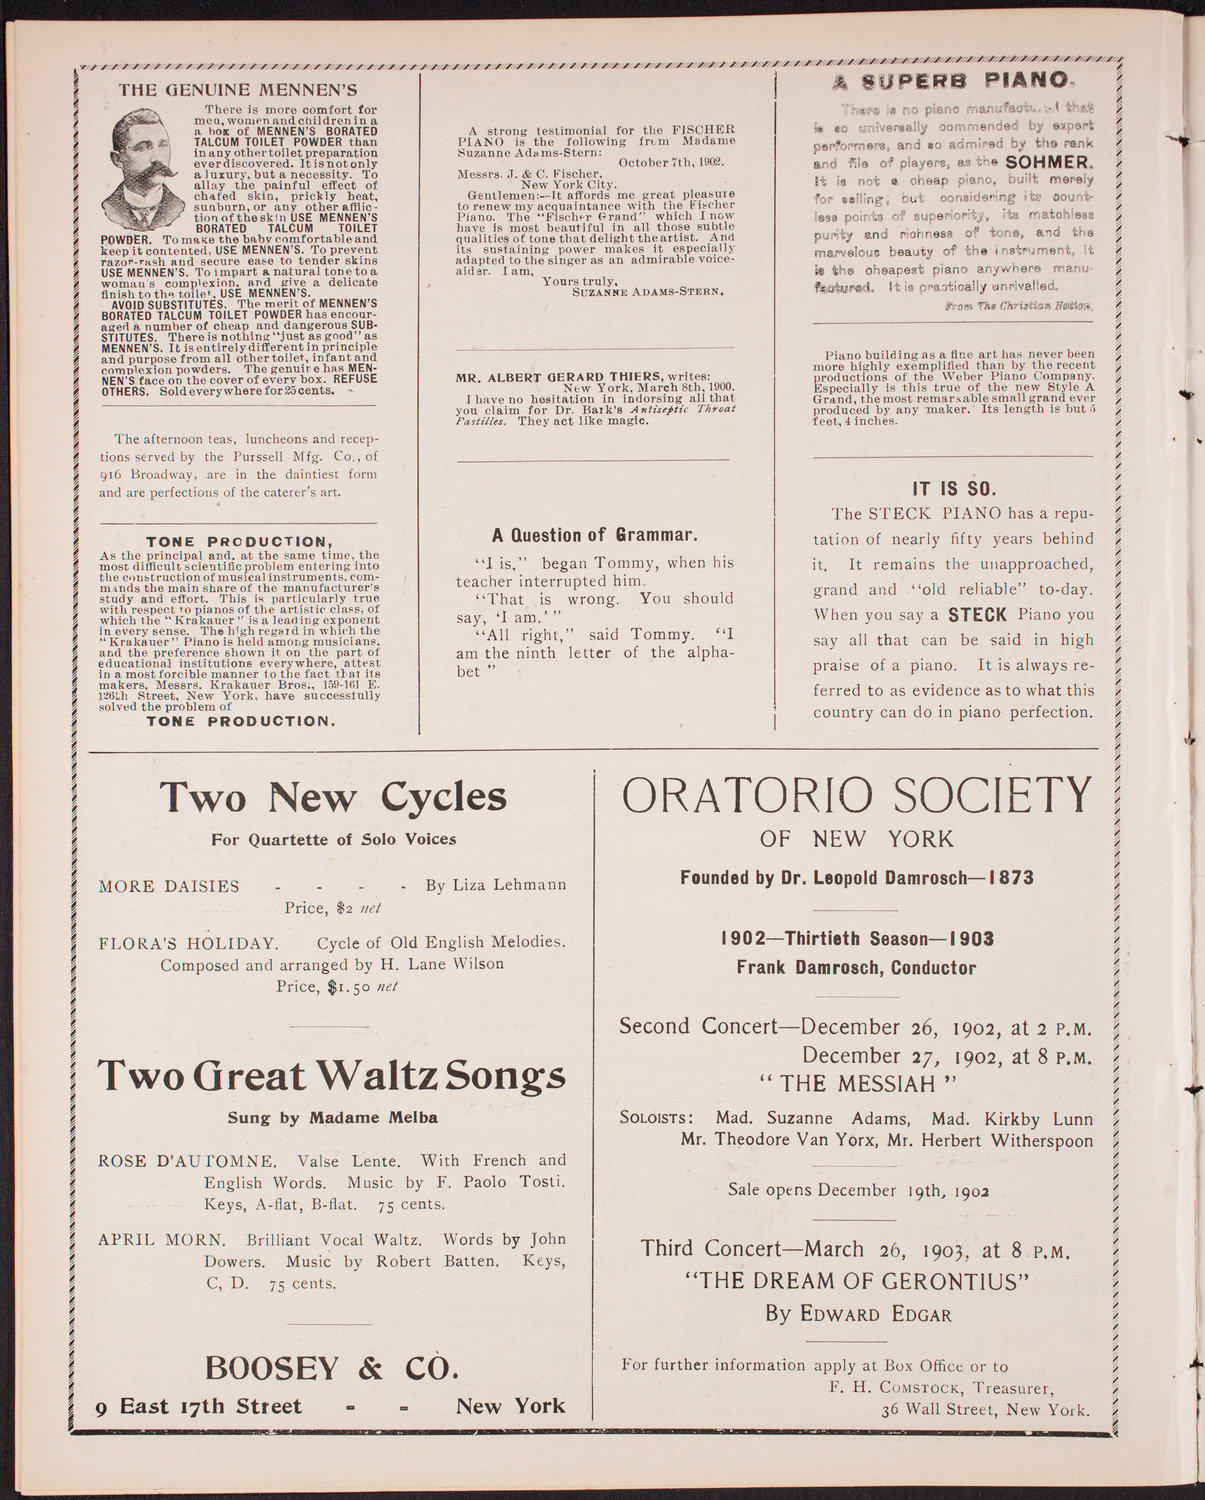 THE GENUINE MENNEN'S
There is more comfort for
men, women and children in a
a box of MENNEN'S BORATED
TALCUM TOILET POWDER than
in any other toilet preparation
ever discovered. It is not only
a luxury, but a necessity. To
allay the painful effect of
chafed skin, prickly heat,
sunburn, or any other afflic-
tion of the skin USE MENNEN'S
BORATED TALCUM TOILET
POWDER. To make the baby comfortable and
keep it contented, USE MENNEN'S. To prevent
razor-rash and secure ease to tender skins
USE MENNEN'S. To impart a natural tone to a
woman's complexion, and give a delicate
finish to the toilet, USE MENNEN'S.
AVOID SUBSTITUTES. The merit of MENNEN'S
BORATED TALCUM TOILET POWDER has encour-
aged a number of cheap and dangerous SUB-
STITUTES. There is nothing "just as good" as
MENNEN'S. It is entirely different in principle
and purpose from all other toilet, infant and
complexion powders. The genuine has MEN-
NEN'S face on the cover of every box. REFUSE
OTHERS. Sold everywhere for 25 cents.
The afternoon teas, luncheons and recep-
tions served by the Purssell Mfg. Co., of
916 Broadway, are in the daintiest form
and are perfections of the caterer's art.
TONE PRODUCTION,
As the principal and, at the same time, the
most difficult scientific problem entering into
the construction of musical instruments, com-
mands the main share of the manufacturer's
study and effort. This is particularly true
with respect to pianos of the artistic class, of
which the "Krakauer" is a leading exponent
in every sense. The high regard in which the
"Krakauer" Piano is held among musicians,
and the preference shown it on the part of
educational institutions everywhere, attest
in a most forcible manner to the fact that its
makers, Messrs. Krakauer Bros., 159-161 E.
126th Street, New York, have successfully
solved the problem of
TONE PRODUCTION.
A strong testimonial for the FISCHER
PIANO is the following from Madame
Suzanne Adams-Stern:
October 7th, 1902.
Messrs. J. & C. Fischer,
New York City.
Gentlemen:—It affords me great pleasure
to renew my acquaintance with the Fischer
Piano. The "Fischer Grand" which I now
have is most beautiful in all those subtle
qualities of tone that delight the artist. And
its sustaining power makes it especially
adapted to the singer as an admirable voice-
aider. I am,
Yours truly,
SUZANNE ADAMS-STERN.
MR. ALBERT GERARD THIERS, writes:
New York, March 8th, 1900.
I have no hesitation in indorsing all that
you claim for Dr. Bark's Antiseptic Throat
Pastilles. They act like magic.
A Question of Grammar.
"I is," began Tommy, when his
teacher interrupted him.
"That is wrong. You should
say, 'I am.'"
"All right," said Tommy. "I
am the ninth letter of the alpha-
bet"
A SUPERB PIANO.
There is no piano manufactured that
is so universally commended by expert
performers, and so admired by the rank
and file of players, as the SOHMER.
It is not a cheap piano, built merely
for selling; but considering its count-
less points of superiority, its matchless
purity and richness of tone, and the
marvelous beauty of the instrument, it
is the cheapest piano anywhere manu-
factured. It is practically unrivalled.
From The Christian Nation.
Piano building as a fine art has never been
more highly exemplified than by the recent
productions of the Weber Piano Company.
Especially is this true of the new Style A
Grand, the most remarkable small grand ever
produced by any maker. Its length is but 5
feet, 4 inches.
IT IS SO.
The STECK PIANO has a repu-
tation of nearly fifty years behind
it. It remains the unapproached,
grand and "old reliable" to-day.
When you say a STECK Piano you
say all that can be said in high
praise of a piano. It is always re-
ferred to as evidence as to what this
country can do in piano perfection.
Two New Cycles
For Quartette of Solo Voices
MORE DAISIES - - - - By Liza Lehmann
Price, $2 net
FLORA'S HOLIDAY. Cycle of Old English Melodies.
Composed and arranged by H. Lane Wilson
Price, $1.50 net
Two Great Waltz Songs
Sung by Madame Melba
ROSE D'AUTOMNE. Valse Lente. With French and
English Words. Music by F. Paolo Tosti.
Keys, A-flat, B-flat. 75 cents.
APRIL MORN. Brilliant Vocal Waltz. Words by John
Dowers. Music by Robert Batten. Keys,
C, D. 75 cents.
BOOSEY & CO.
9 East 17th Street - - New York
ORATORIO SOCIETY
OF NEW YORK
Founded by Dr. Leopold Damrosch—1873
1902—Thirtieth Season—1903
Frank Damrosch, Conductor
Second Concert—December 26, 1902, at 2 P.M.
December 27, 1902, at 8 P.M.
"THE MESSIAH"
SOLOISTS: Mad. Suzanne Adams, Mad. Kirkby Lunn
Mr. Theodore Van Yorx, Mr. Herbert Witherspoon
Sale opens December 19th, 1902
Third Concert—March 26, 1903, at 8 P.M.
"THE DREAM OF GERONTIUS"
By EDWARD EDGAR
For further information apply at Box Office or to
F. H. COMSTOCK, Treasurer,
36 Wall Street, New York.